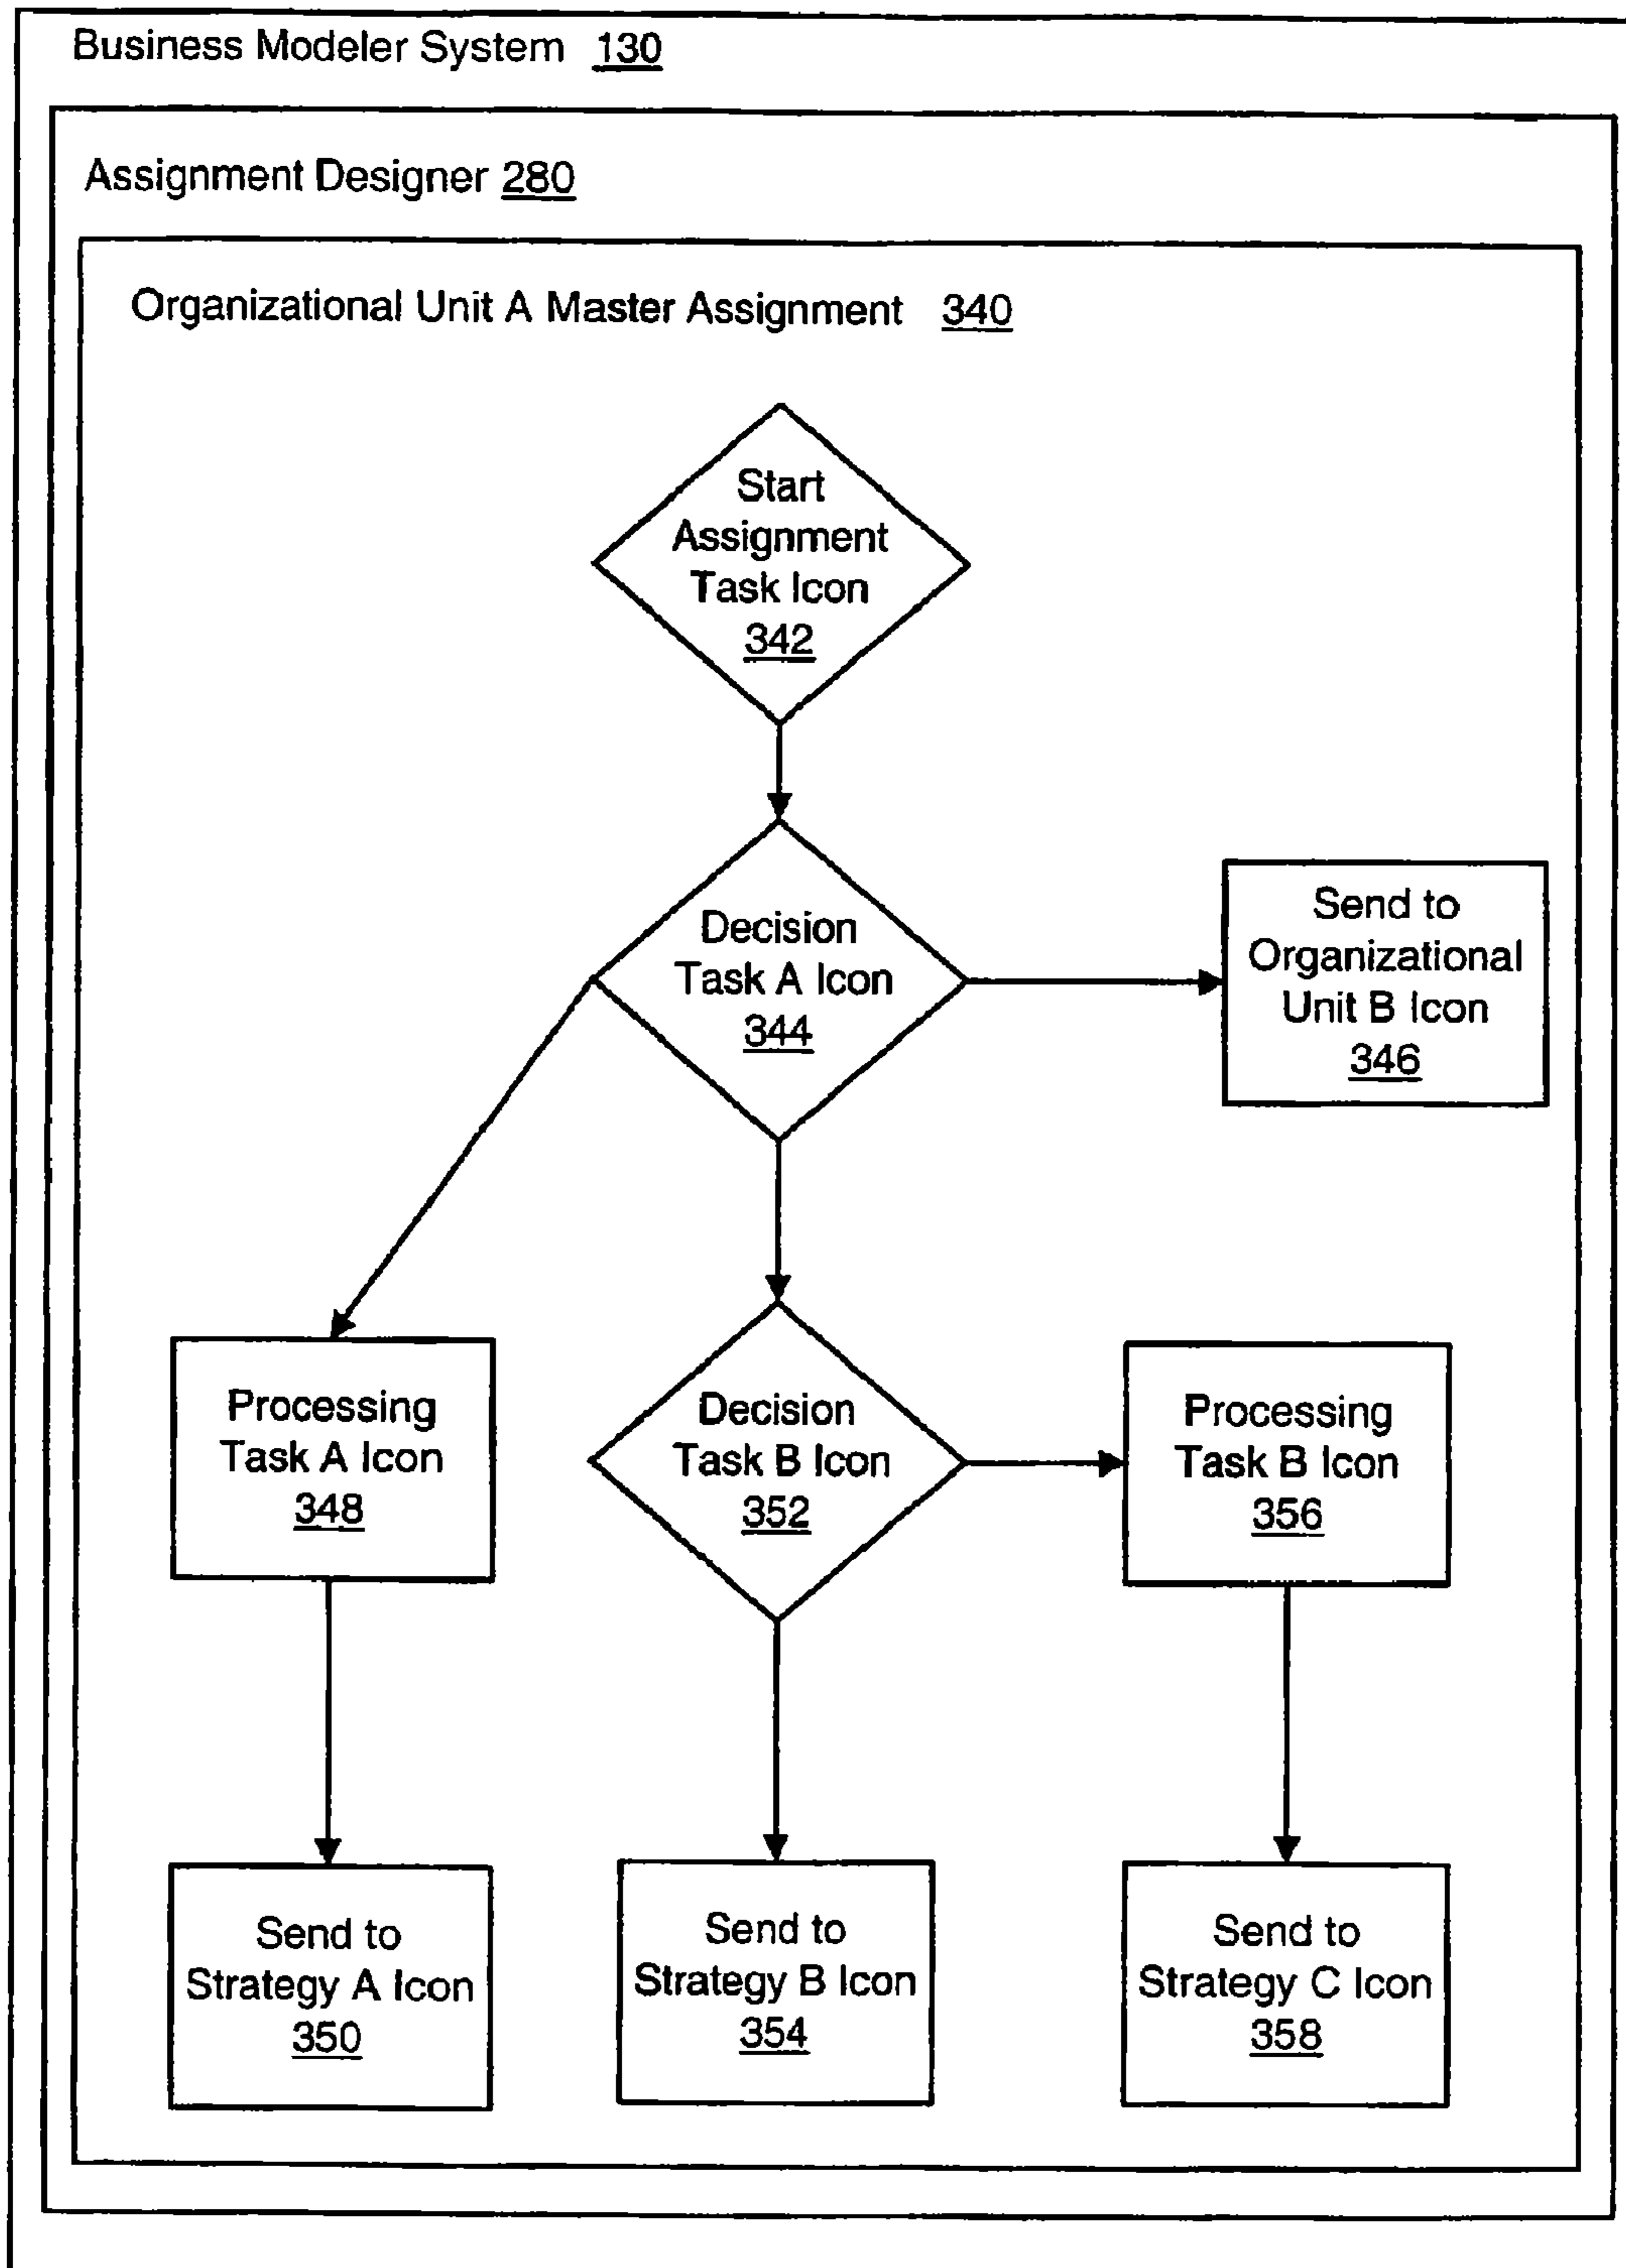 Business Modeler System 130
Assignment Designer 280
Organizational Unit A Master Assignment 340
Start
Assignment
Task Icon
342
Decision
Task A Icon
344
Send to
Organizational
Unit B Icon
346
Processing
Task A Icon
348
Decision
Task B Icon
352
Processing
Task B Icon
356
Send to
Strategy A Icon
350
Send to
Strategy B Icon
354
Send to
Strategy C Icon
358